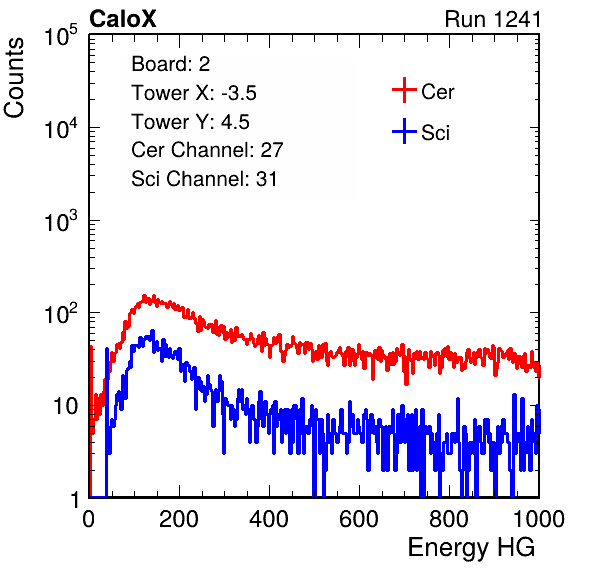 CaloX Run 1241
Counts
Board: 2
Tower X: -3.5
Tower Y: 4.5
Cer Channel: 27
Sci Channel: 31
Cer
Sci
10^5
10^4
10^3
10^2
10
1
0 200 400 600 800 1000
Energy HG